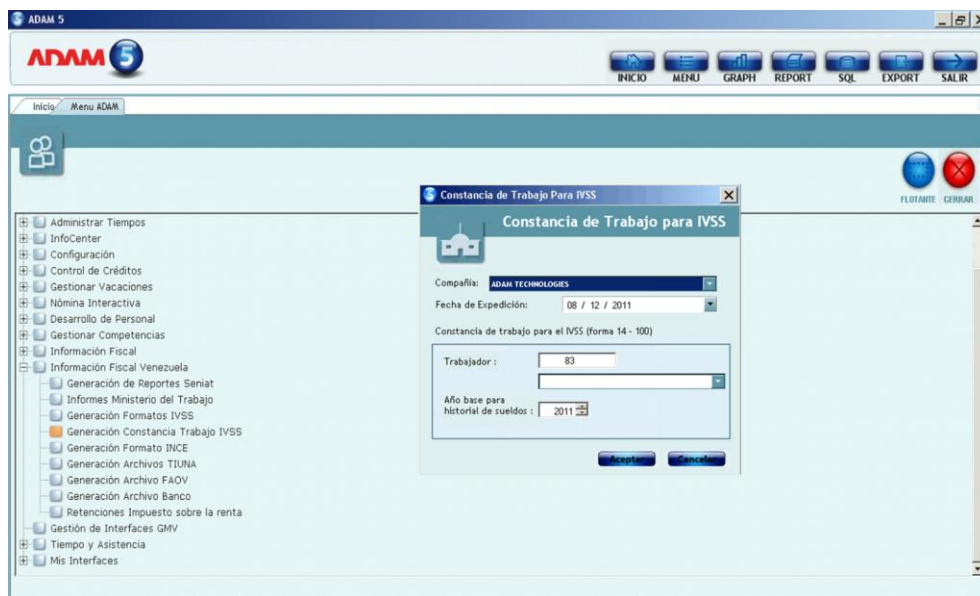 ADAM 5
ADAM 5
INICIO MENU GRAPH REPORT SQL EXPORT SALIR
Inicio Menu ADAM
FLOTANTE CERRAR
Administrar Tiempos
InfoCenter
Configuración
Control de Créditos
Gestionar Vacaciones
Nómina Interactiva
Desarrollo de Personal
Gestionar Competencias
Información Fiscal
Información Fiscal Venezuela
Generación de Reportes Seniat
Informes Ministerio del Trabajo
Generación Formatos IVSS
Generación Constancia Trabajo IVSS
Generación Formato INCE
Generación Archivos TIUNA
Generación Archivo FAOV
Generación Archivo Banco
Retenciones Impuesto sobre la renta
Gestión de Interfaces GMV
Tiempo y Asistencia
Mis Interfaces
Constancia de Trabajo Para IVSS
Constancia de Trabajo para IVSS
Compañía: ADAM TECHNOLOGIES
Fecha de Expedición: 08 / 12 / 2011
Constancia de trabajo para el IVSS (forma 14 - 100)
Trabajador : 83
Año base para
historial de sueldos : 2011
Aceptar Cancelar